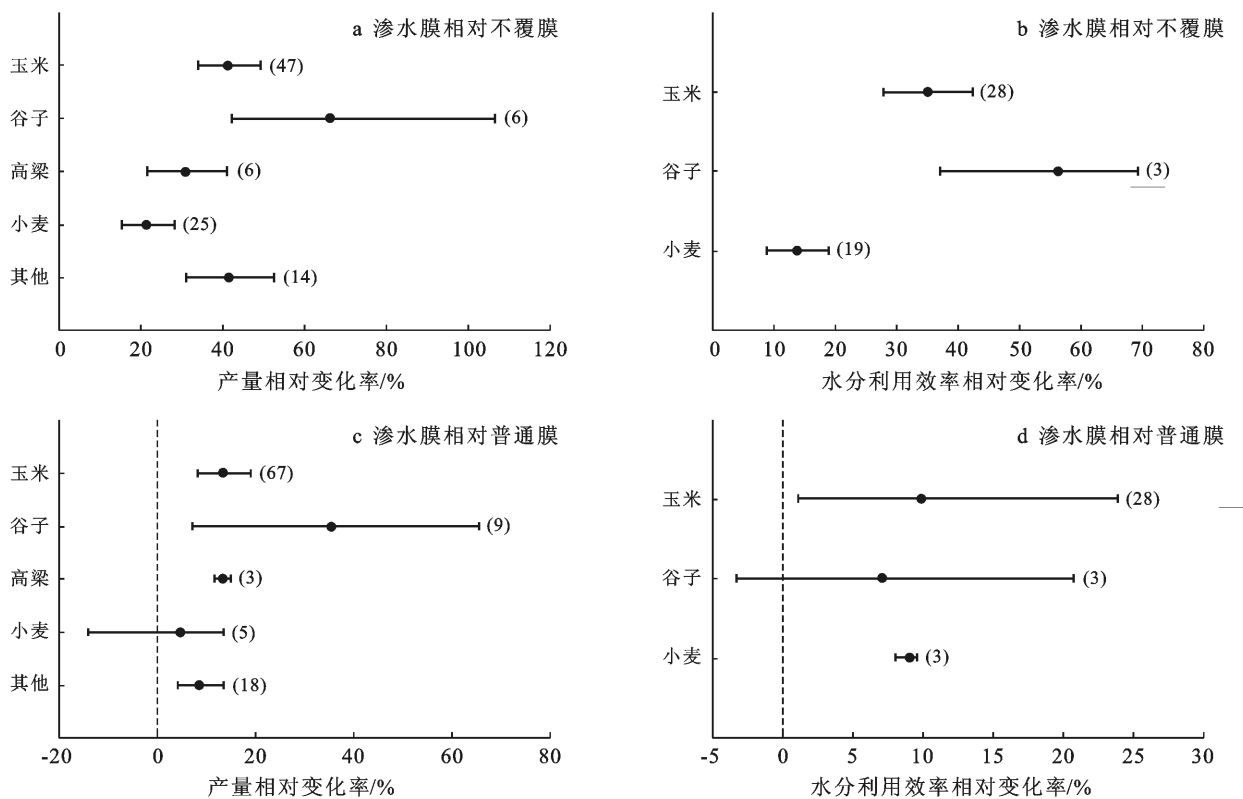 a 渗水膜相对不覆膜
玉米
(47)
谷子
(6)
高粱
(6)
小麦
(25)
其他
(14)
0 20 40 60 80 100 120
产量相对变化率/%
b 渗水膜相对不覆膜
玉米
(28)
谷子
(3)
小麦
(19)
0 10 20 30 40 50 60 70 80
水分利用效率相对变化率/%
c 渗水膜相对普通膜
玉米
(67)
谷子
(9)
高粱
(3)
小麦
(5)
其他
(18)
-20 0 20 40 60 80
产量相对变化率/%
d 渗水膜相对普通膜
玉米
(28)
谷子
(3)
小麦
(3)
-5 0 5 10 15 20 25 30
水分利用效率相对变化率/%